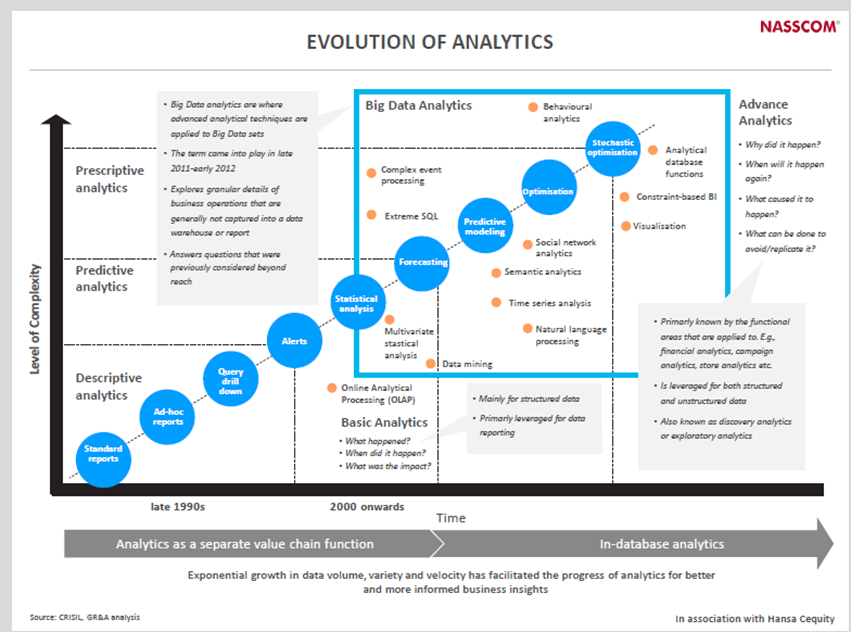 NASSCOM®
EVOLUTION OF ANALYTICS
• Big Data analytics are where
advanced analytical techniques are
applied to Big Data sets
• The term came into play in late
2011-early 2012
• Explores granular details of
business operations that are
generally not captured into a data
warehouse or report
• Answers questions that were
previously considered beyond
reach
Big Data Analytics
Behavioural
analytics
Advance
Analytics
• Why did it happen?
• When will it happen
again?
• What caused it to
happen?
• What can be done to
avoid/replicate it?
Stochastic
optimisation
Analytical
database
functions
Prescriptive
analytics
Complex event
processing
Optimisation
Constraint-based BI
Extreme SQL
Predictive
modeling
Visualisation
Social network
analytics
Forecasting
Semantic analytics
Predictive
analytics
Statistical
analysis
Time series analysis
Natural language
processing
Multivariate
stastical
analysis
Data mining
Alerts
• Primarily known by the functional
areas that are applied to. E.g.,
financial analytics, campaign
analytics, store analytics etc.
• Is leveraged for both structured
and unstructured data
• Also known as discovery analytics
or exploratory analytics
Level of Complexity
Descriptive
analytics
Query
drill
down
Online Analytical
Processing (OLAP)
Ad-hoc
reports
Basic Analytics
• What happened?
• When did it happen?
• What was the impact?
• Mainly for structured data
• Primarily leveraged for data
reporting
Standard
reports
late 1990s
2000 onwards
Time
Analytics as a separate value chain function
In-database analytics
Exponential growth in data volume, variety and velocity has facilitated the progress of analytics for better
and more informed business insights
Source: CRISIL, GR&A analysis
In association with Hansa Cequity